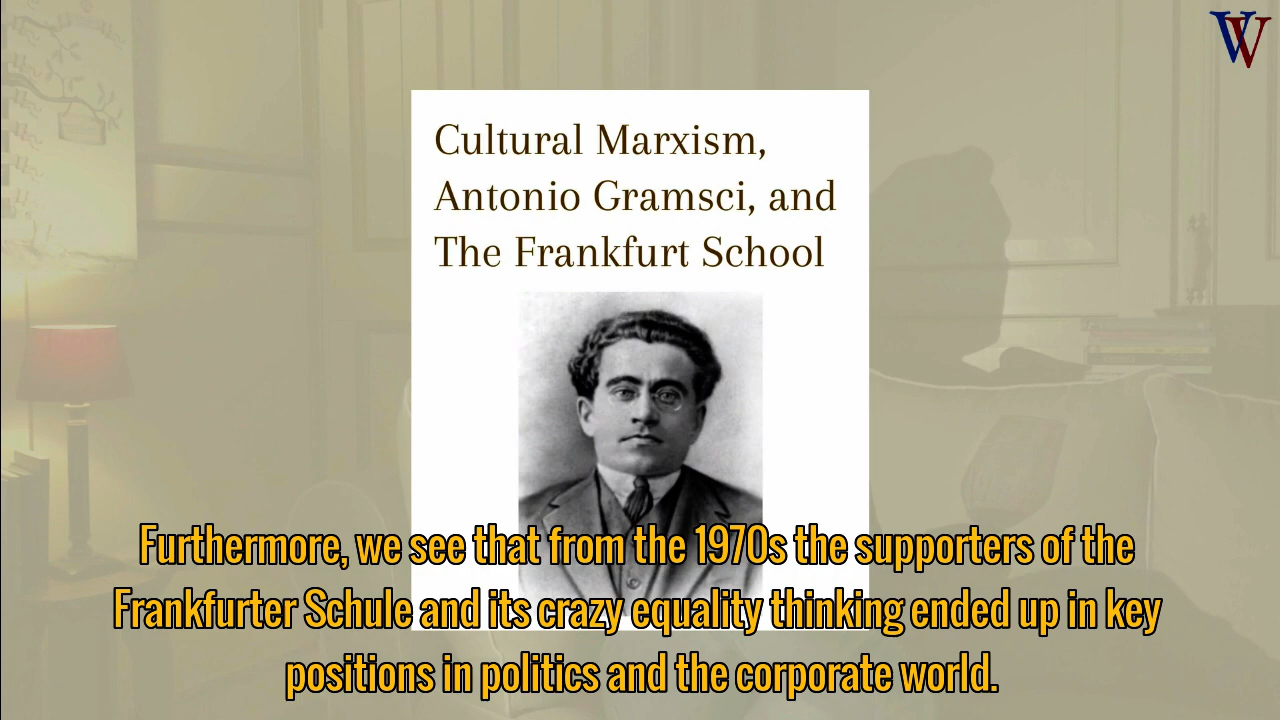 VV
Cultural Marxism,
Antonio Gramsci, and
The Frankfurt School
Furthermore, we see that from the 1970s the supporters of the
Frankfurter Schule and its crazy equality thinking ended up in key
positions in politics and the corporate world.